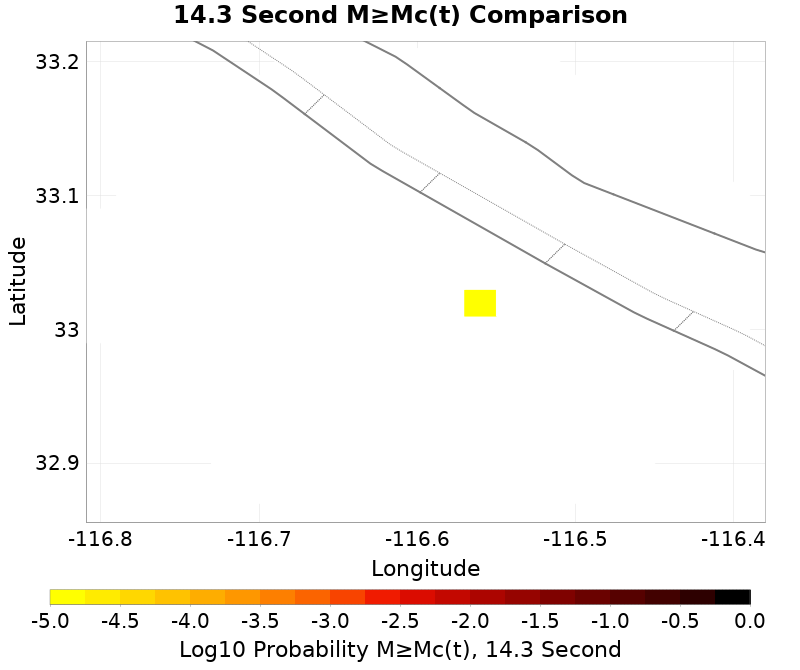 14.3 Second M≥Mc(t) Comparison
33.2
33.1
33
32.9
Latitude
-116.8 -116.7 -116.6 -116.5 -116.4
Longitude
-5.0 -4.5 -4.0 -3.5 -3.0 -2.5 -2.0 -1.5 -1.0 -0.5 0.0
Log10 Probability M≥Mc(t), 14.3 Second